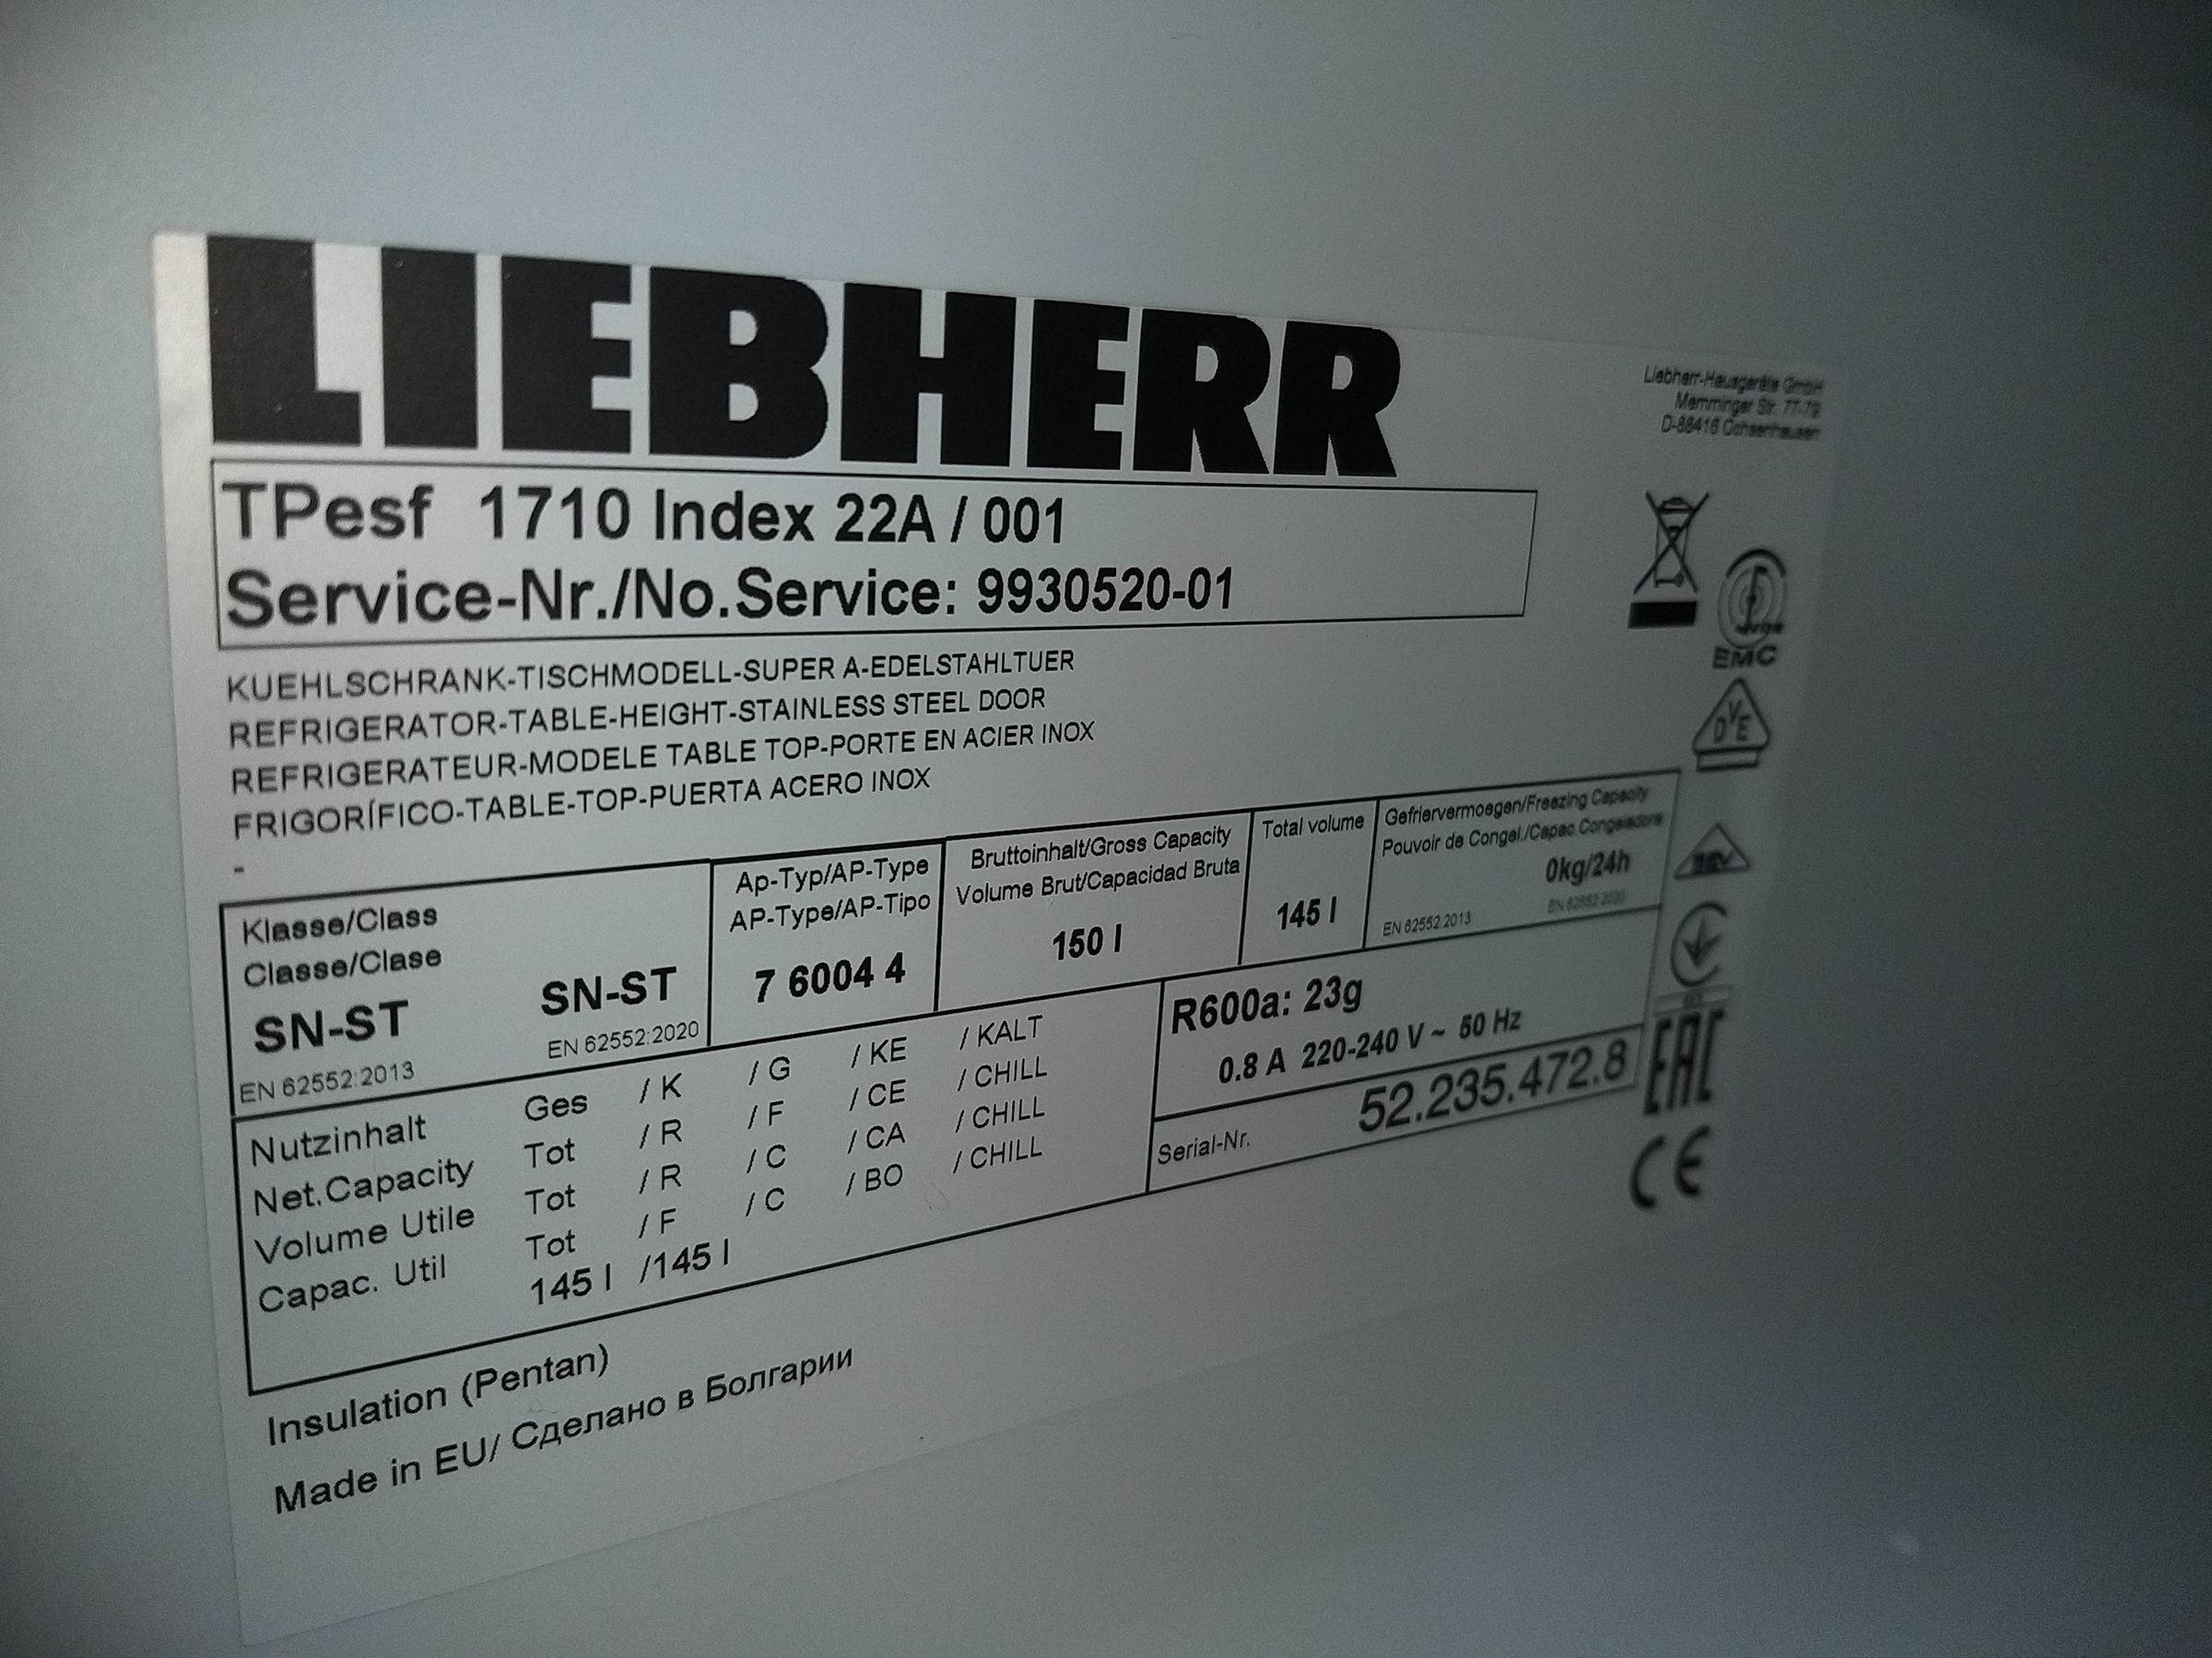 LIEBHERR
Liebherr-Hausgeräte GmbH
Memminger Str. 77-79
D-88416 Ochsenhausen
TPesf 1710 Index 22A / 001
Service-Nr./No.Service: 9930520-01
KUEHLSCHRANK-TISCHMODELL-SUPER A-EDELSTAHLTUER
REFRIGERATOR-TABLE-HEIGHT-STAINLESS STEEL DOOR
REFRIGERATEUR-MODELE TABLE TOP-PORTE EN ACIER INOX
FRIGORÍFICO-TABLE-TOP-PUERTA ACERO INOX
-
EMC
DVE
Klasse/Class
Classe/Clase
SN-ST SN-ST
EN 62552:2013 EN 62552:2020
Ap-Typ/AP-Type
AP-Type/AP-Tipo
7 6004 4
Bruttoinhalt/Gross Capacity
Volume Brut/Capacidad Bruta
150 l
Total volume
145 l
Gefriervermoegen/Freezing Capacity
Pouvoir de Congel./Capac.Congeladora
0kg/24h
EN 62552:2013 EN 62552:2020
Nutzinhalt Ges / K / G / KE / KALT
Net.Capacity Tot / R / F / CE / CHILL
Volume Utile Tot / R / C / CA / CHILL
Capac. Util Tot / F / C / BO / CHILL
145 l /145 l
R600a: 23g
0.8 A 220-240 V ~ 50 Hz
Serial-Nr. 52.235.472.8
EAC
CE
Insulation (Pentan)
Made in EU/ Сделано в Болгарии